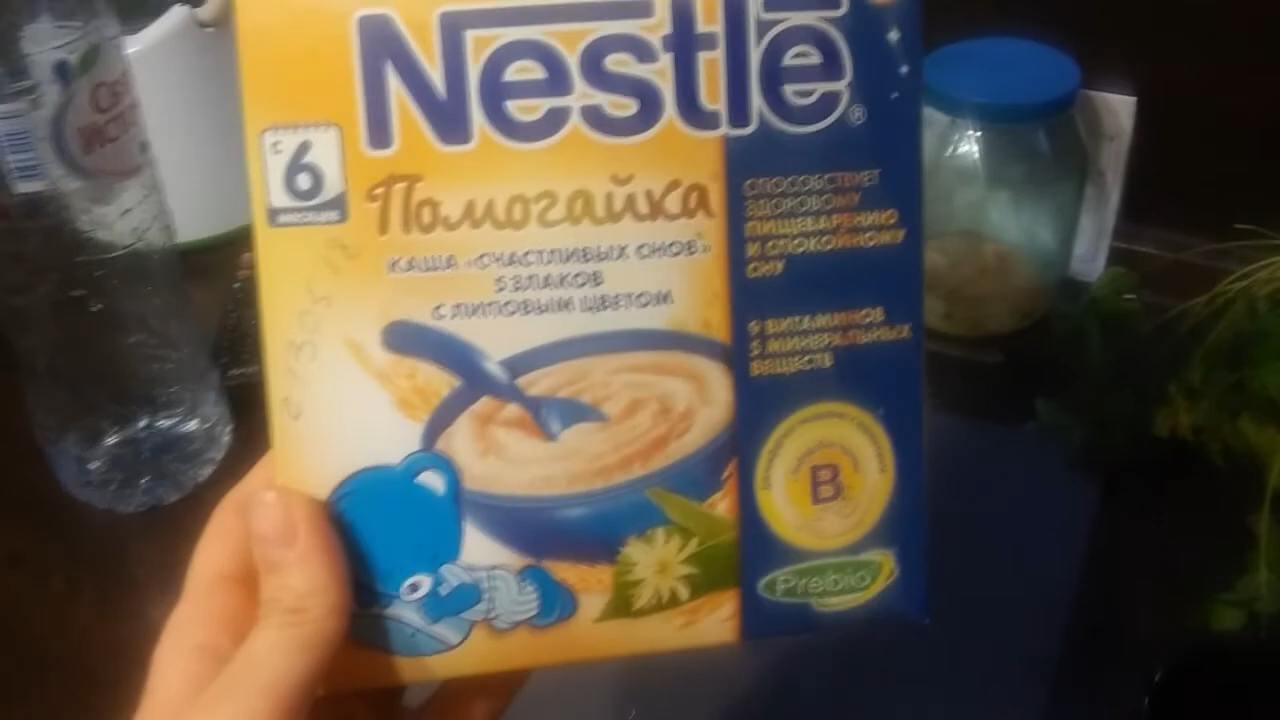 Nestlé®
с 6 месяцев
Помогайка
КАША «СЧАСТЛИВЫХ СНОВ»
5 ЗЛАКОВ
С ЛИПОВЫМ ЦВЕТОМ
СПОСОБСТВУЕТ
ЗДОРОВОМУ
ПИЩЕВАРЕНИЮ
И СПОКОЙНОМУ
СНУ
9 ВИТАМИНОВ
5 МИНЕРАЛЬНЫХ
ВЕЩЕСТВ
B
Prebio